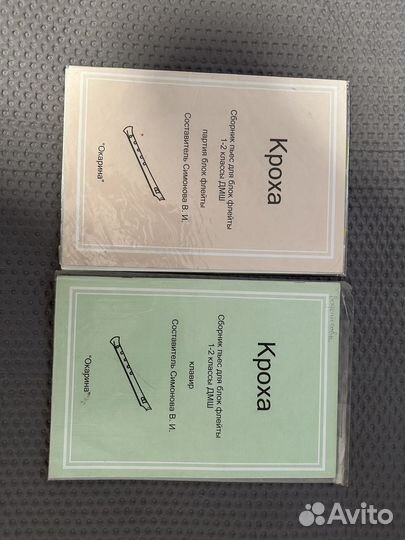 Кроха
Сборник пьес для блок флейты
1-2 классы ДМШ
партия блок флейты
Составитель Симонова В. И.
"Окарина"
Кроха
Сборник пьес для блок флейты
1-2 классы ДМШ
клавир
Составитель Симонова В. И.
"Окарина"
Avito